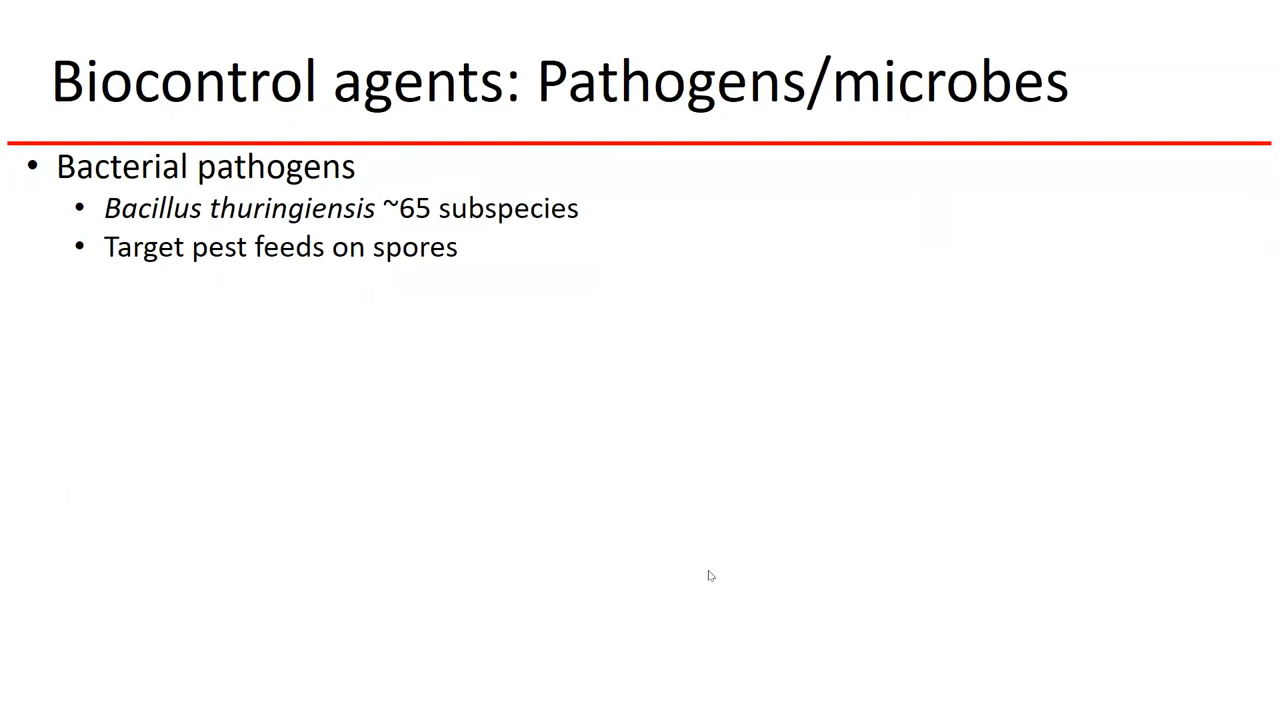 Biocontrol agents: Pathogens/microbes
• Bacterial pathogens
• Bacillus thuringiensis ~65 subspecies
• Target pest feeds on spores